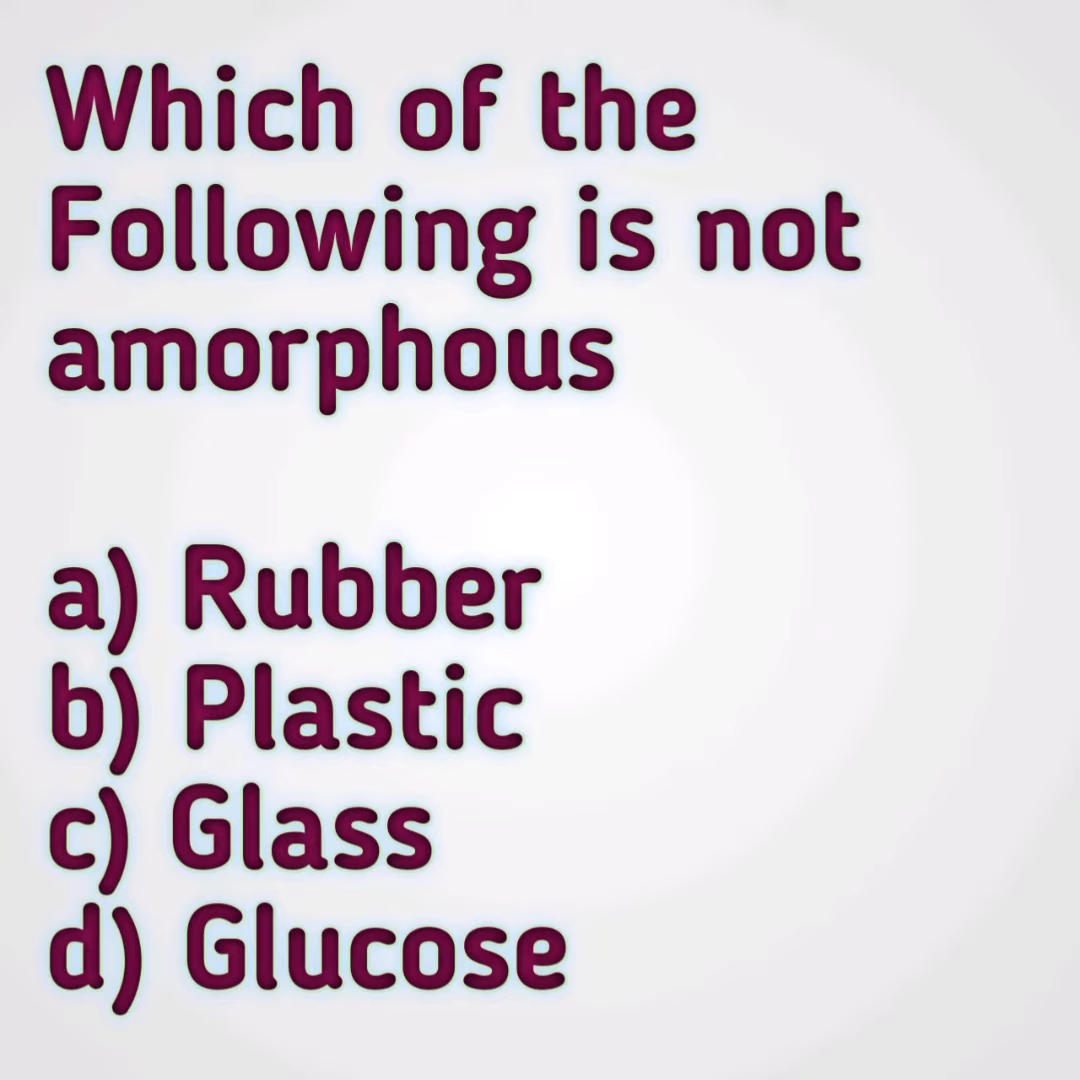 Which of the
Following is not
amorphous
a) Rubber
b) Plastic
c) Glass
d) Glucose